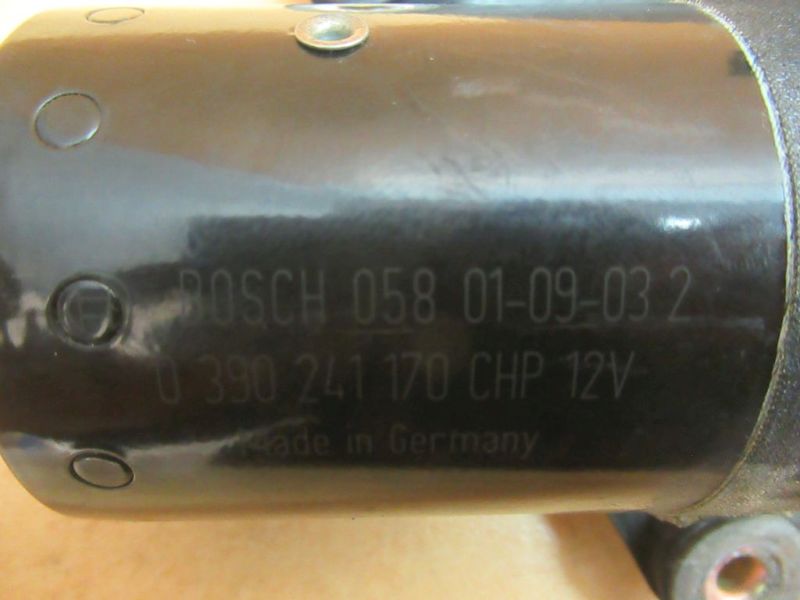 BOSCH 058 01-09-03 2
0 390 241 170 CHP 12V
Made in Germany